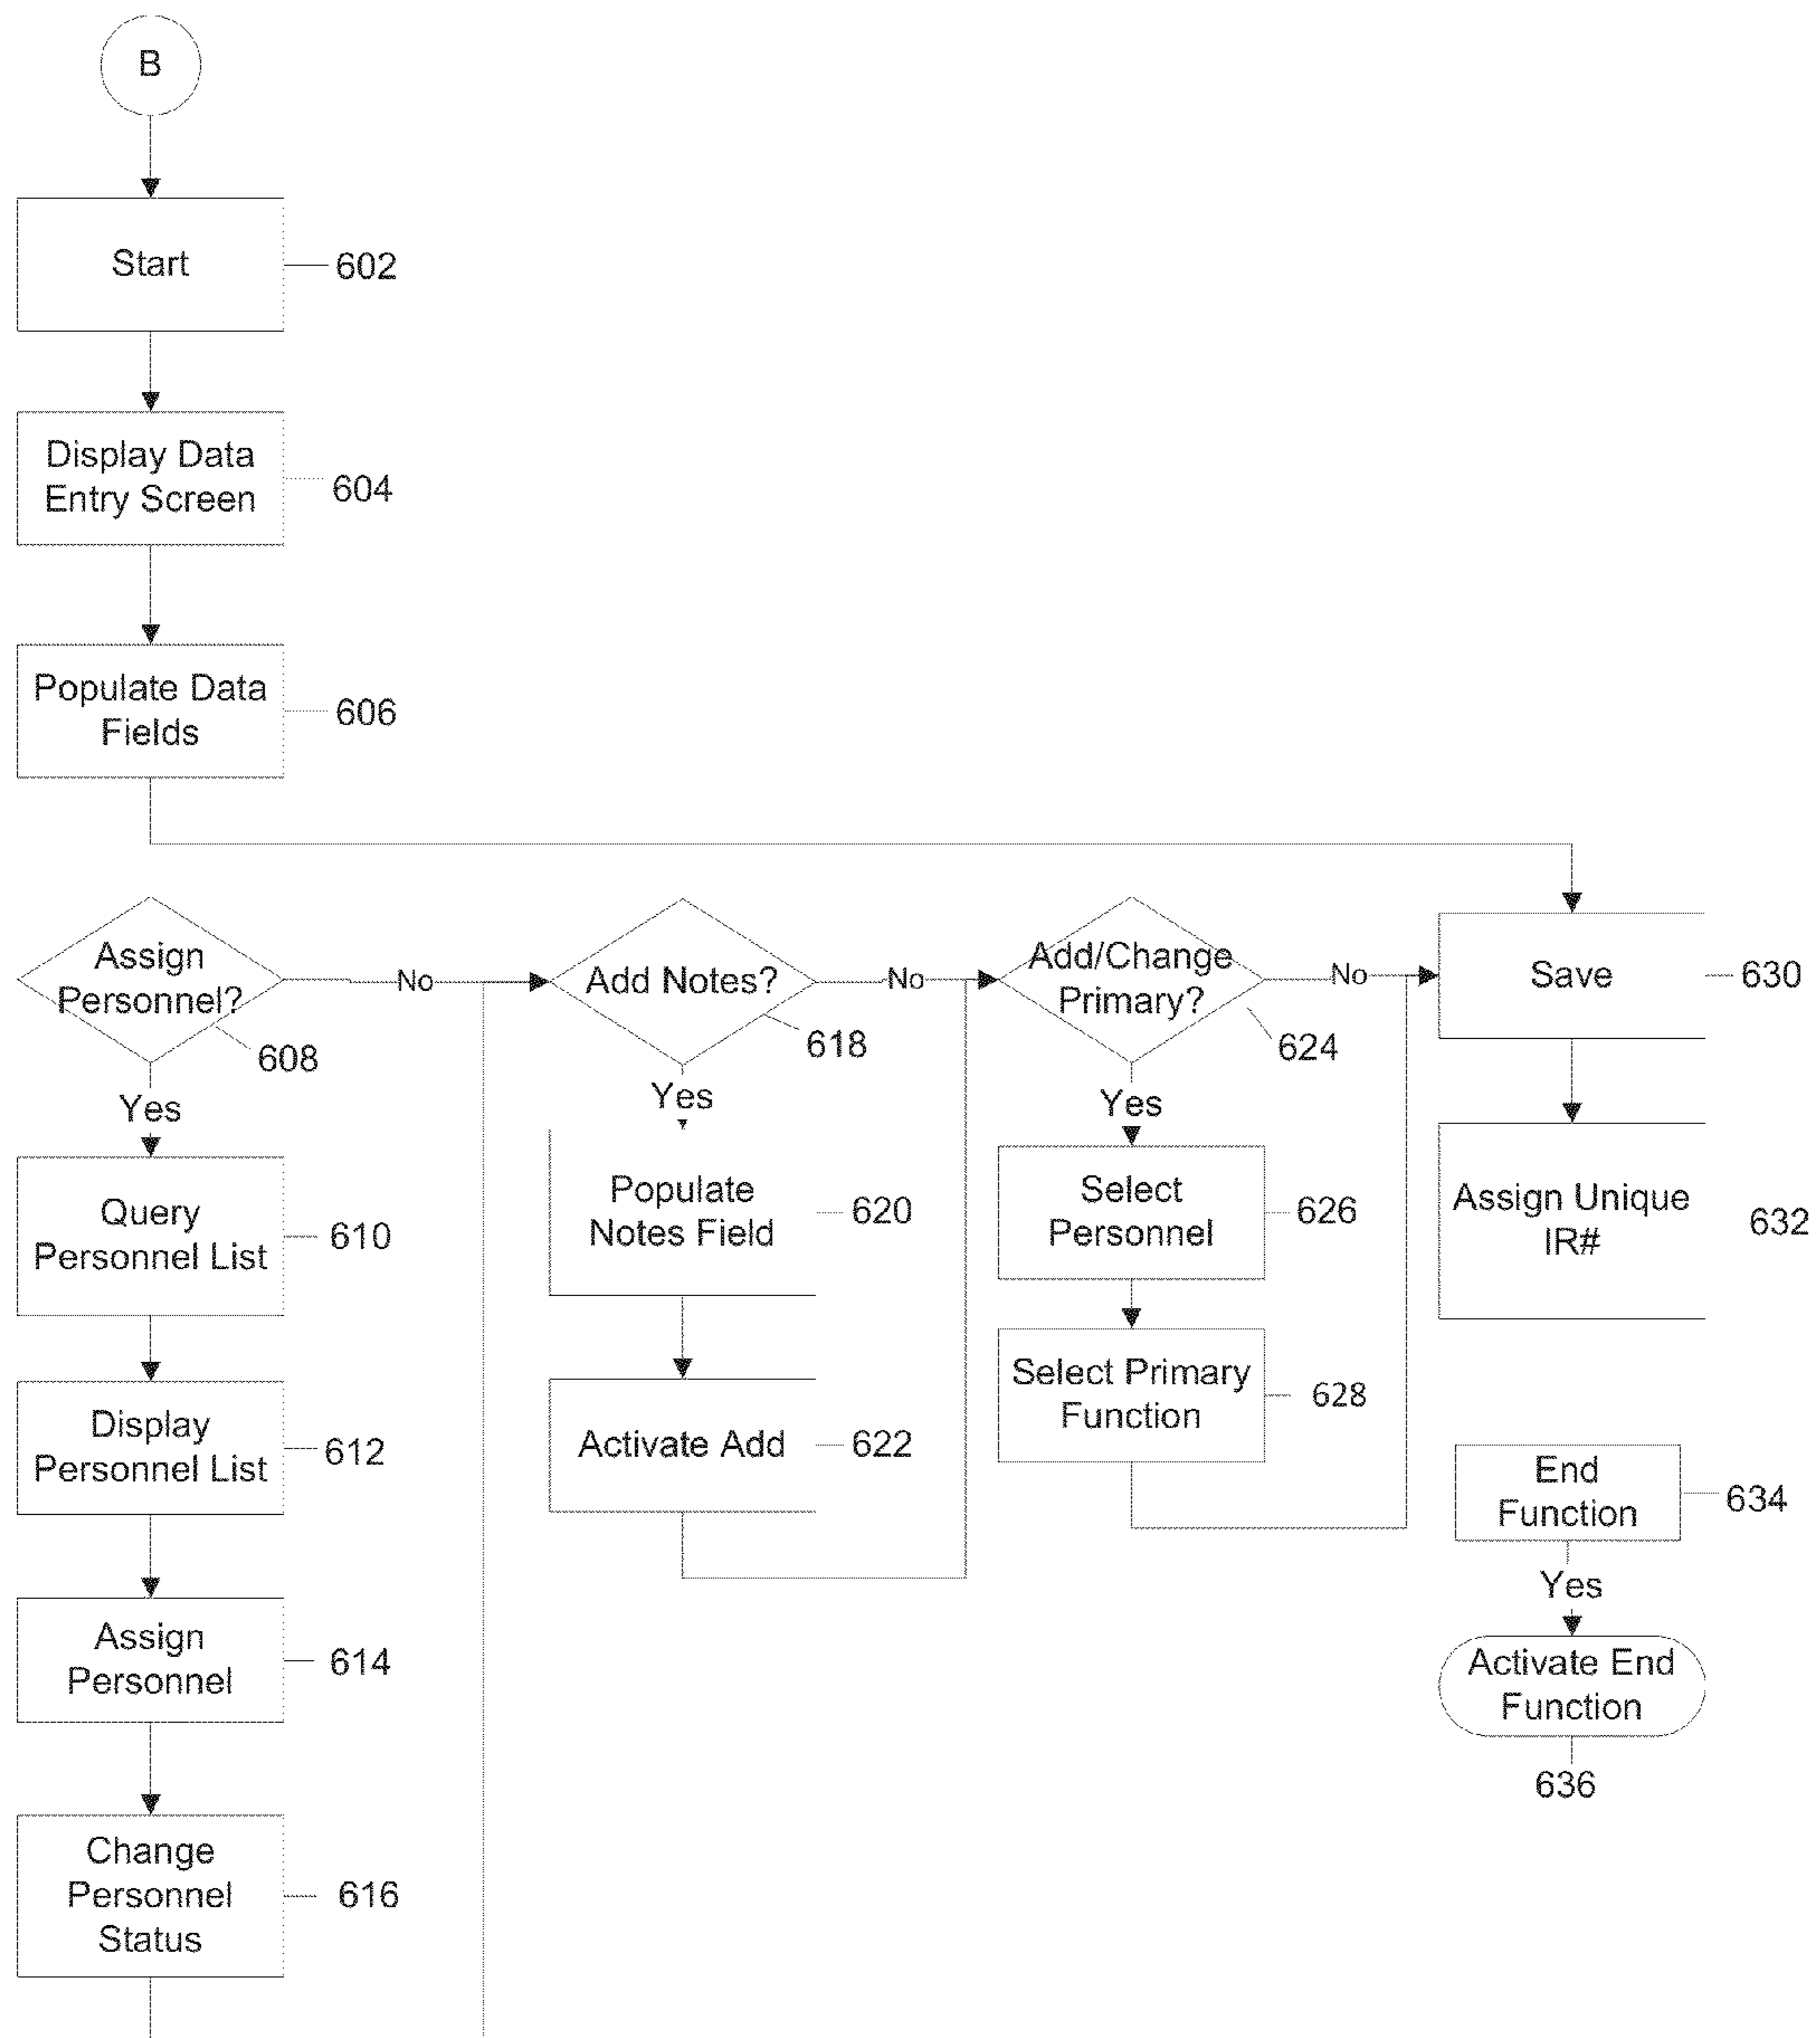 B
Start
602
Display Data
Entry Screen
604
Populate Data
Fields
606
Assign
Personnel?
608
No
Yes
Query
Personnel List
610
Display
Personnel List
612
Assign
Personnel
614
Change
Personnel
Status
616
Add Notes?
618
No
Yes
Populate
Notes Field
620
Activate Add
622
Add/Change
Primary?
624
No
Yes
Select
Personnel
626
Select Primary
Function
628
Save
630
Assign Unique
IR#
632
End
Function
634
Yes
Activate End
Function
636